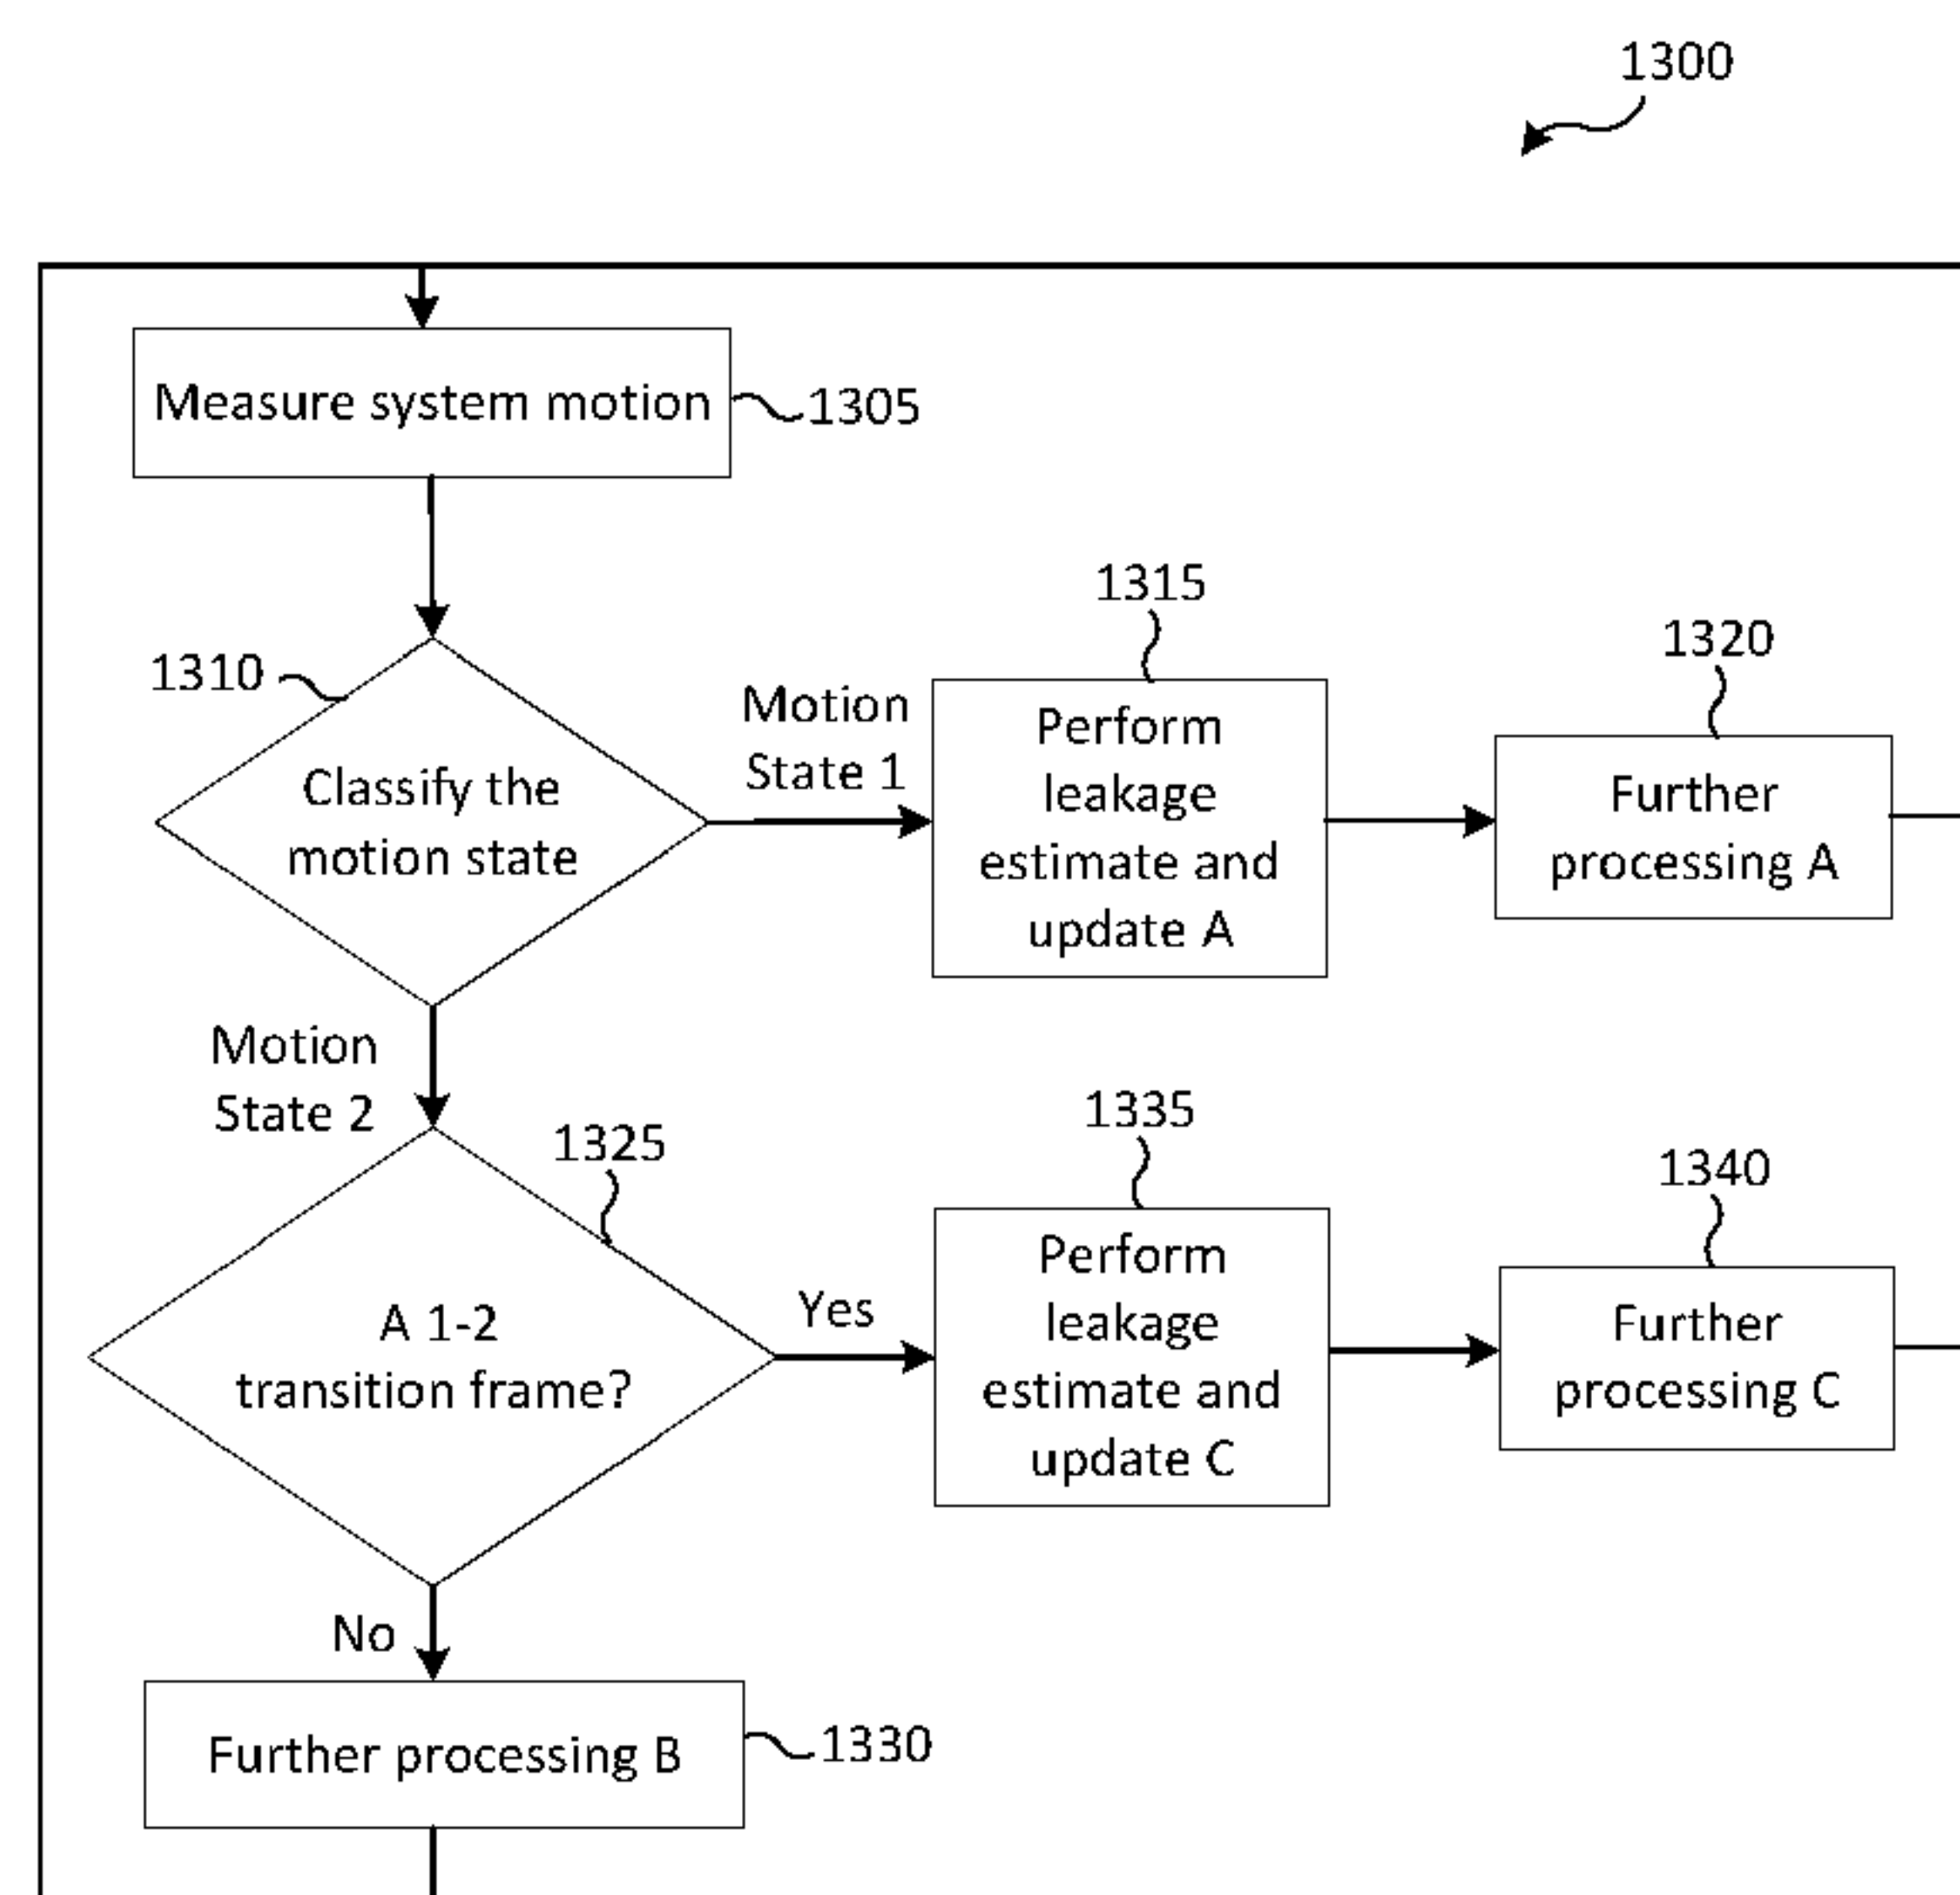 1300
Measure system motion
1305
1310
Classify the
motion state
Motion
State 1
1315
Perform
leakage
estimate and
update A
1320
Further
processing A
Motion
State 2
1325
A 1-2
transition frame?
Yes
1335
Perform
leakage
estimate and
update C
1340
Further
processing C
No
Further processing B
1330